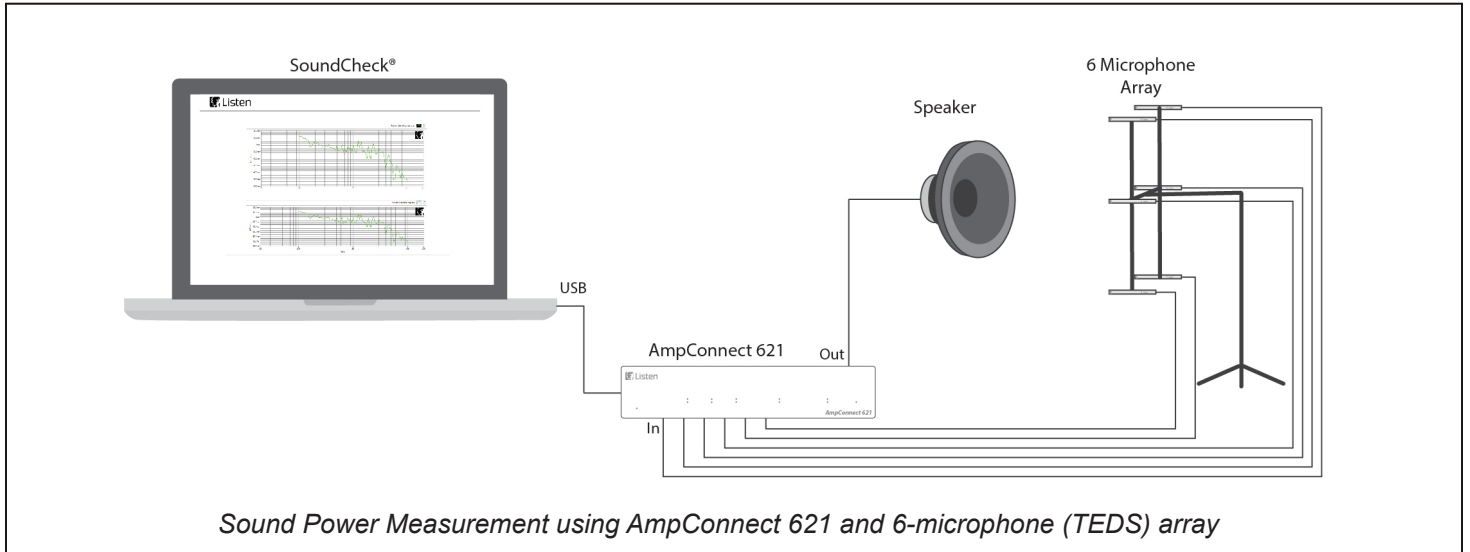 SoundCheck®
6 Microphone
Array
Listen
Speaker
USB
AmpConnect 621
Out
Listen
AmpConnect 621
In
Sound Power Measurement using AmpConnect 621 and 6-microphone (TEDS) array